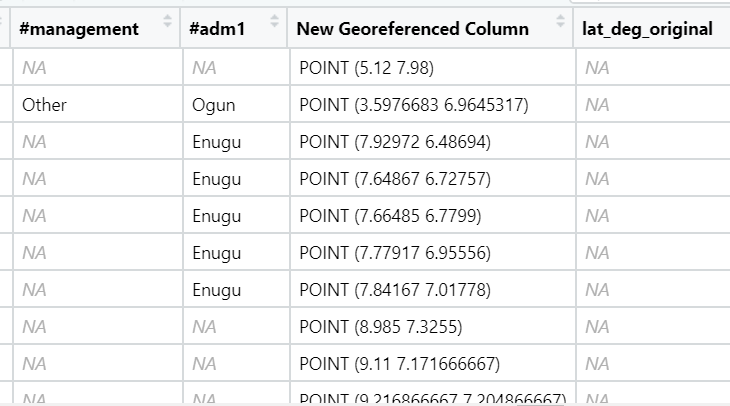 #management #adm1 New Georeferenced Column lat_deg_original
NA NA POINT (5.12 7.98) NA
Other Ogun POINT (3.5976683 6.9645317) NA
NA Enugu POINT (7.92972 6.48694) NA
NA Enugu POINT (7.64867 6.72757) NA
NA Enugu POINT (7.66485 6.7799) NA
NA Enugu POINT (7.77917 6.95556) NA
NA Enugu POINT (7.84167 7.01778) NA
NA NA POINT (8.985 7.3255) NA
NA NA POINT (9.11 7.171666667) NA
NA NA POINT (9.216866667 7.204866667) NA